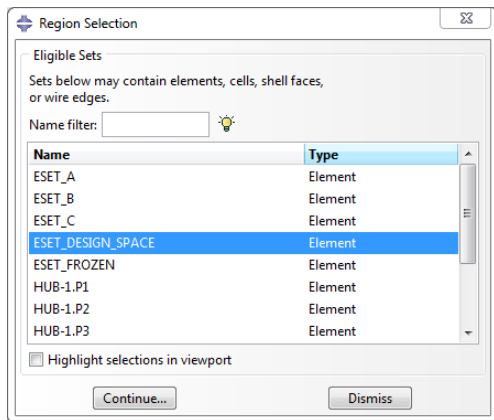 Region Selection
Eligible Sets
Sets below may contain elements, cells, shell faces,
or wire edges.
Name filter:
Name Type
ESET_A Element
ESET_B Element
ESET_C Element
ESET_DESIGN_SPACE Element
ESET_FROZEN Element
HUB-1.P1 Element
HUB-1.P2 Element
HUB-1.P3 Element
Highlight selections in viewport
Continue... Dismiss